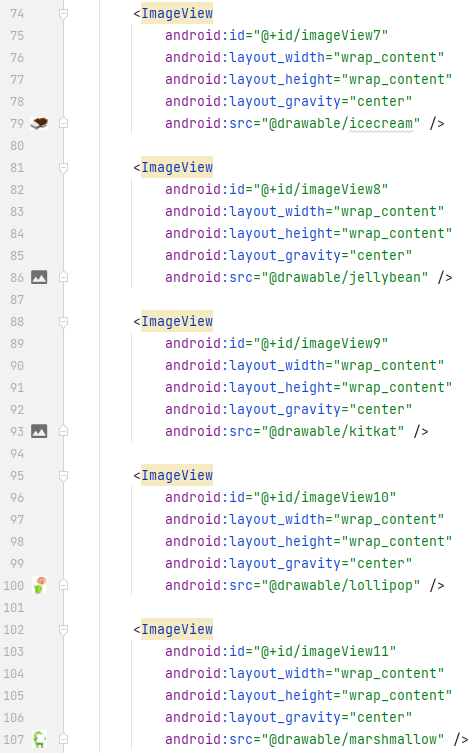 74 <ImageView
75 android:id="@+id/imageView7"
76 android:layout_width="wrap_content"
77 android:layout_height="wrap_content"
78 android:layout_gravity="center"
79 android:src="@drawable/icecream" />
80
81 <ImageView
82 android:id="@+id/imageView8"
83 android:layout_width="wrap_content"
84 android:layout_height="wrap_content"
85 android:layout_gravity="center"
86 android:src="@drawable/jellybean" />
87
88 <ImageView
89 android:id="@+id/imageView9"
90 android:layout_width="wrap_content"
91 android:layout_height="wrap_content"
92 android:layout_gravity="center"
93 android:src="@drawable/kitkat" />
94
95 <ImageView
96 android:id="@+id/imageView10"
97 android:layout_width="wrap_content"
98 android:layout_height="wrap_content"
99 android:layout_gravity="center"
100 android:src="@drawable/lollipop" />
101
102 <ImageView
103 android:id="@+id/imageView11"
104 android:layout_width="wrap_content"
105 android:layout_height="wrap_content"
106 android:layout_gravity="center"
107 android:src="@drawable/marshmallow" />